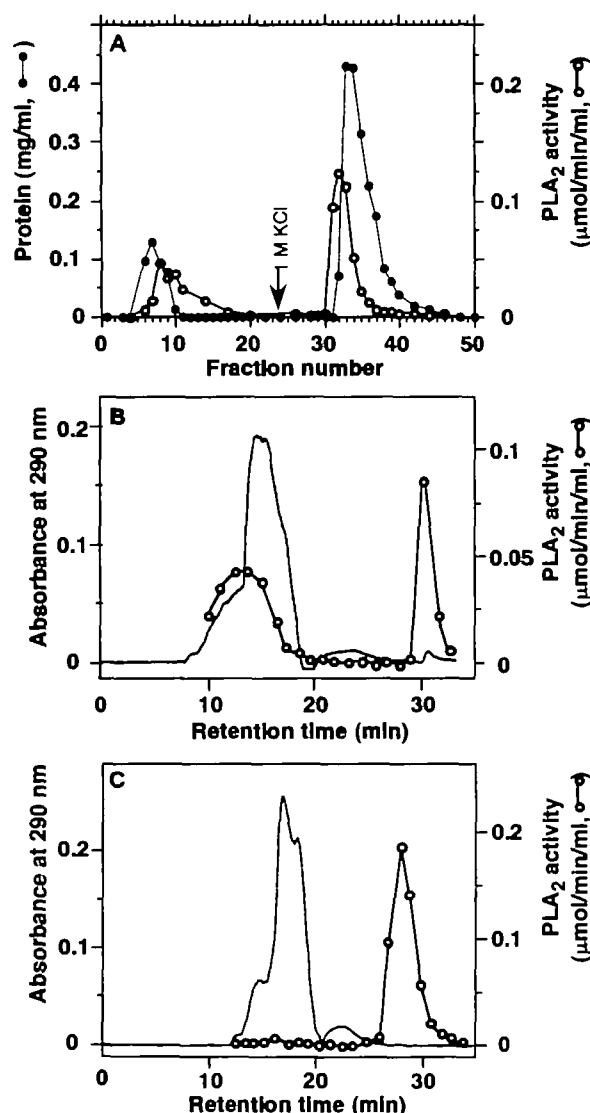 A
Protein (mg/ml, ●—●)
0.4
0.3
0.2
0.1
0
1 M KCl
0.2
0.1
0
PLA₂ activity
(μmol/min/ml, o—o)
0 10 20 30 40 50
Fraction number
B
Absorbance at 290 nm
0.2
0.1
0
0.1
0.05
0
PLA₂ activity
(μmol/min/ml, o—o)
0 10 20 30
Retention time (min)
C
Absorbance at 290 nm
0.2
0.1
0
0.2
0.1
0
PLA₂ activity
(μmol/min/ml, o—o)
0 10 20 30
Retention time (min)